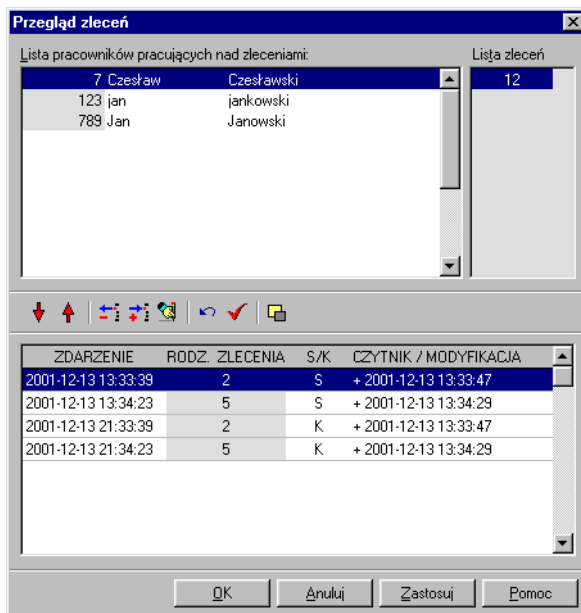 Przegląd zleceń
Lista pracowników pracujących nad zleceniami: Lista zleceń
7 Czesław Czesławski 12
123 jan jankowski
789 Jan Janowski
ZDARZENIE RODZ. ZLECENIA S/K CZYTNIK / MODYFIKACJA
2001-12-13 13:33:39 2 S + 2001-12-13 13:33:47
2001-12-13 13:34:23 5 S + 2001-12-13 13:34:29
2001-12-13 21:33:39 2 K + 2001-12-13 13:33:47
2001-12-13 21:34:23 5 K + 2001-12-13 13:34:29
OK Anuluj Zastosuj Pomoc